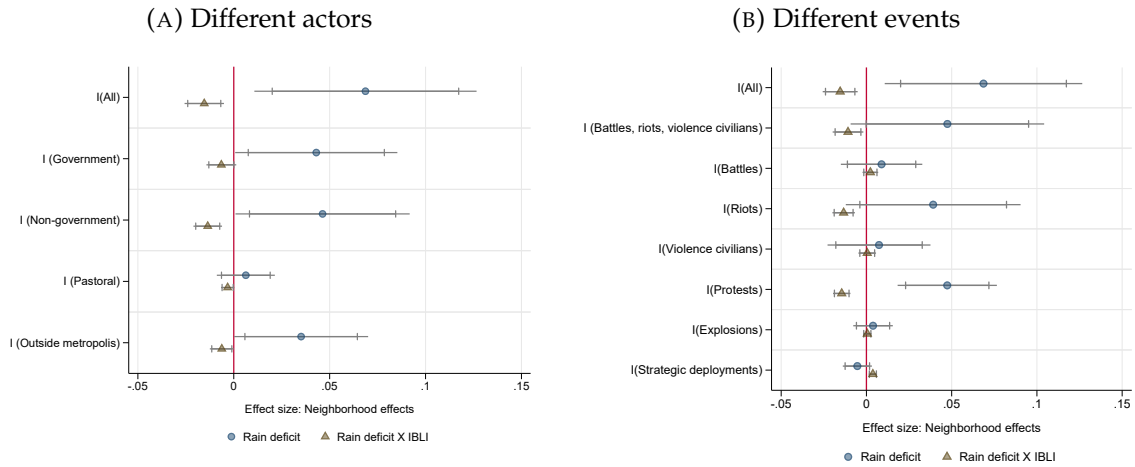 (A) Different actors
I(All)
I (Government)
I (Non-government)
I (Pastoral)
I (Outside metropolis)
-.05 0 .05 .1 .15
Effect size: Neighborhood effects
Rain deficit Rain deficit X IBLI
(B) Different events
I(All)
I (Battles, riots, violence civilians)
I(Battles)
I(Riots)
I(Violence civilians)
I(Protests)
I(Explosions)
I(Strategic deployments)
-.05 0 .05 .1 .15
Effect size: Neighborhood effects
Rain deficit Rain deficit X IBLI